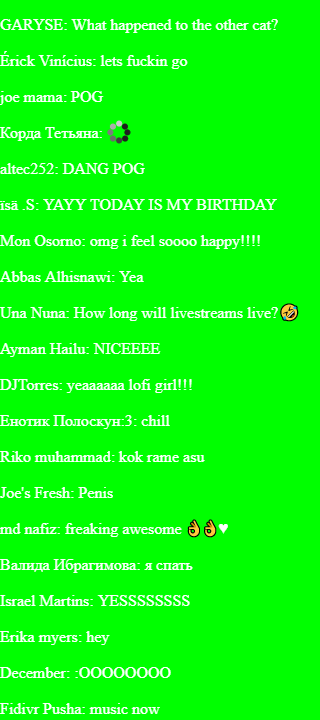 GARYSE: What happened to the other cat?
Érick Vinícius: lets fuckin go
joe mama: POG
Корда Тетьяна:
altec252: DANG POG
ïsä .S: YAYY TODAY IS MY BIRTHDAY
Mon Osorno: omg i feel soooo happy!!!!
Abbas Alhisnawi: Yea
Una Nuna: How long will livestreams live?🤣
Ayman Hailu: NICEEEE
DJTorres: yeaaaaaa lofi girl!!!
Енотик Полоскун:3: chill
Riko muhammad: kok rame asu
Joe's Fresh: Penis
md nafiz: freaking awesome 👌👌♥
Валида Ибрагимова: я спать
Israel Martins: YESSSSSSSS
Erika myers: hey
December: :OOOOOOOO
Fidivr Pusha: music now